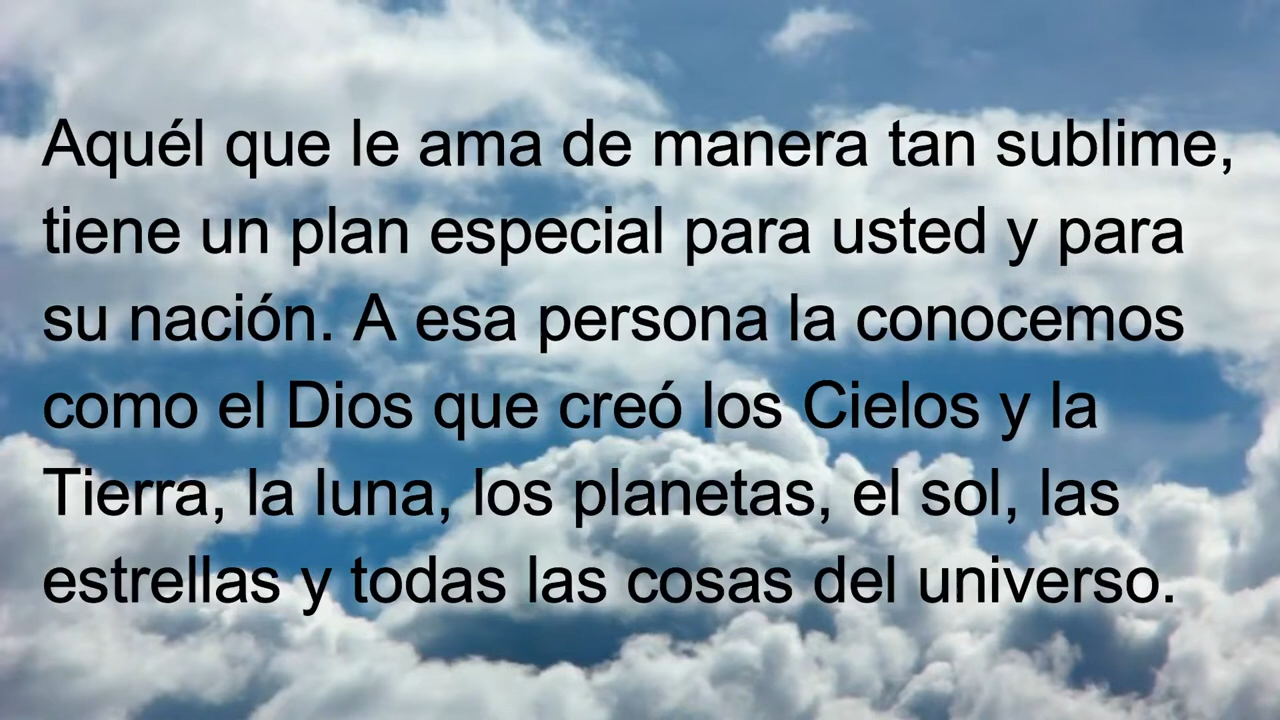 Aquél que le ama de manera tan sublime,
tiene un plan especial para usted y para
su nación. A esa persona la conocemos
como el Dios que creó los Cielos y la
Tierra, la luna, los planetas, el sol, las
estrellas y todas las cosas del universo.